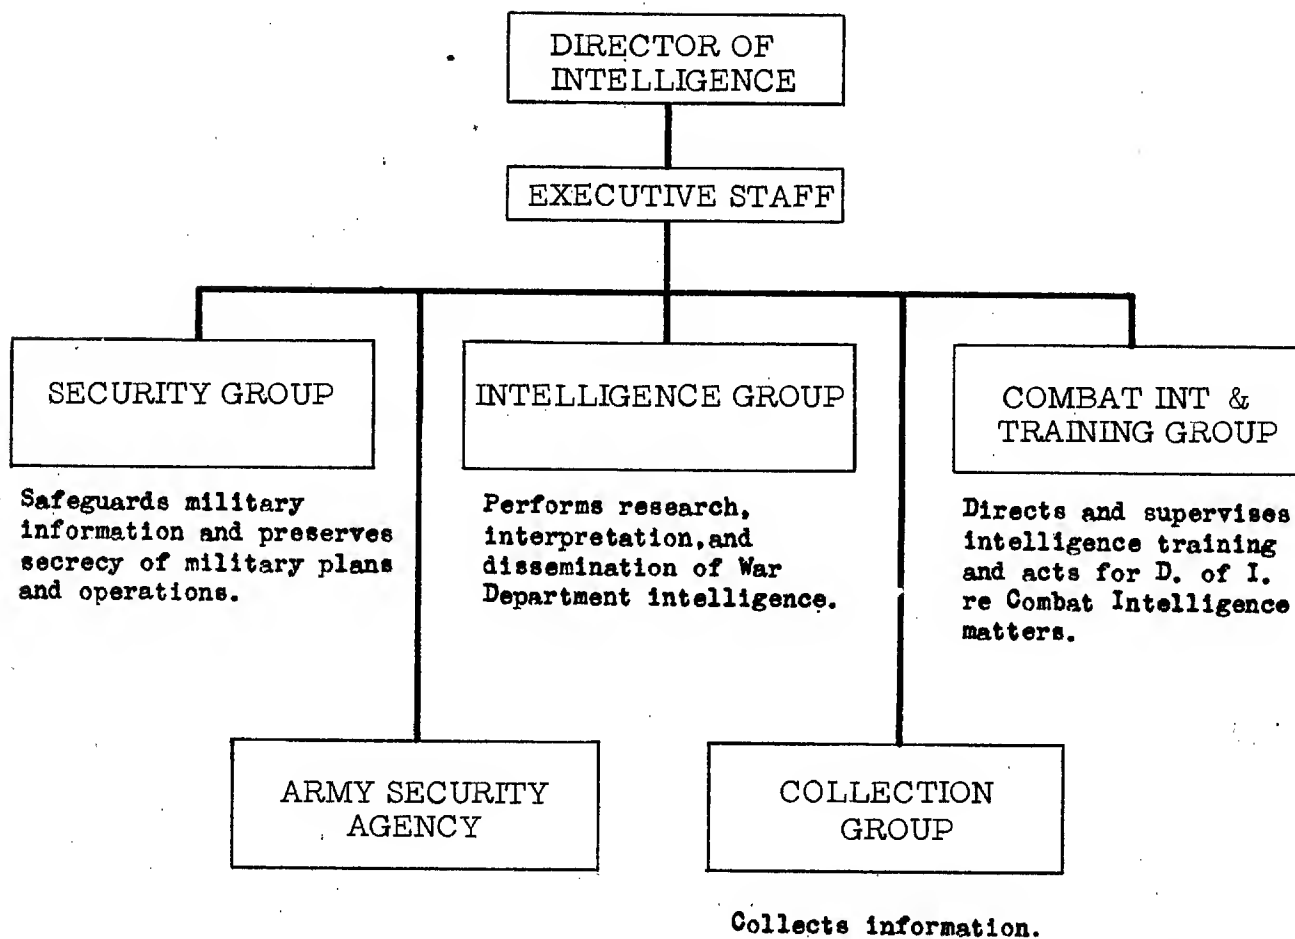 DIRECTOR OF
INTELLIGENCE
EXECUTIVE STAFF
SECURITY GROUP
Safeguards military
information and preserves
secrecy of military plans
and operations.
INTELLIGENCE GROUP
Performs research,
interpretation,and
dissemination of War
Department intelligence.
COMBAT INT &
TRAINING GROUP
Directs and supervises
intelligence training
and acts for D. of I.
re Combat Intelligence
matters.
ARMY SECURITY
AGENCY
COLLECTION
GROUP
Collects information.